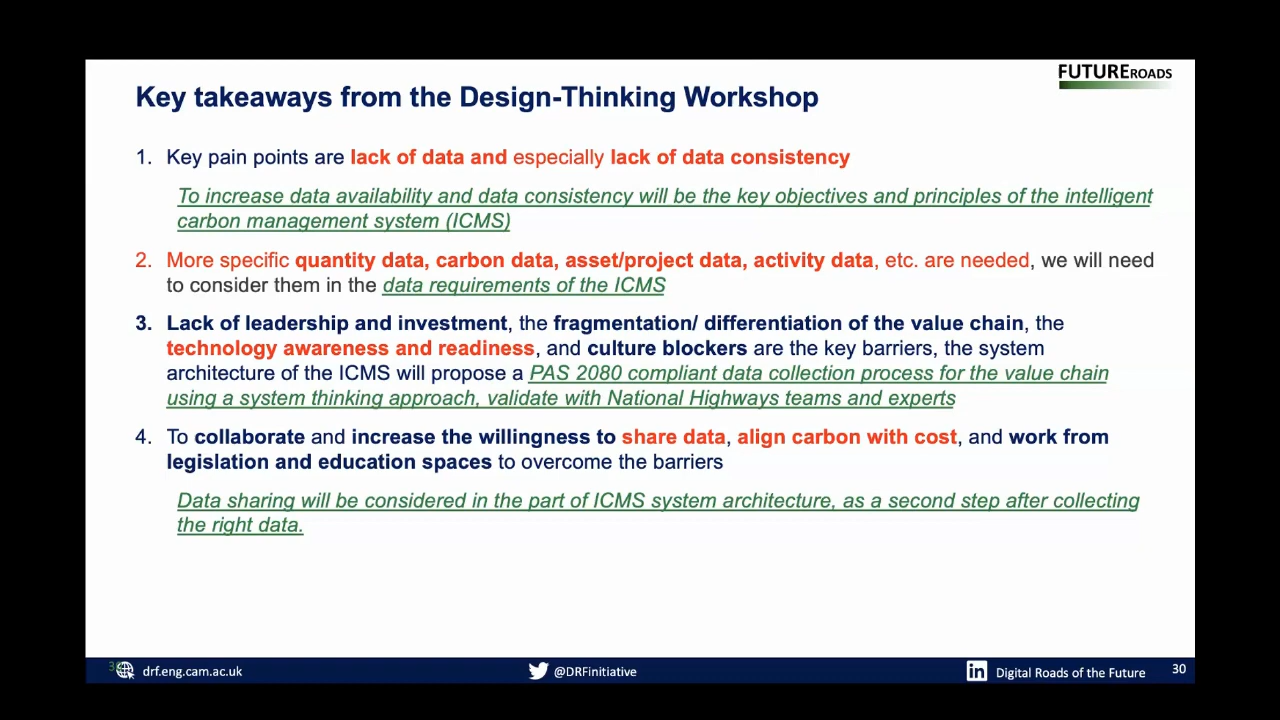 FUTUREROADS
Key takeaways from the Design-Thinking Workshop
1. Key pain points are lack of data and especially lack of data consistency
To increase data availability and data consistency will be the key objectives and principles of the intelligent
carbon management system (ICMS)
2. More specific quantity data, carbon data, asset/project data, activity data, etc. are needed, we will need
to consider them in the data requirements of the ICMS
3. Lack of leadership and investment, the fragmentation/ differentiation of the value chain, the
technology awareness and readiness, and culture blockers are the key barriers, the system
architecture of the ICMS will propose a PAS 2080 compliant data collection process for the value chain
using a system thinking approach, validate with National Highways teams and experts
4. To collaborate and increase the willingness to share data, align carbon with cost, and work from
legislation and education spaces to overcome the barriers
Data sharing will be considered in the part of ICMS system architecture, as a second step after collecting
the right data.
drf.eng.cam.ac.uk
@DRFinitiative
in Digital Roads of the Future
30